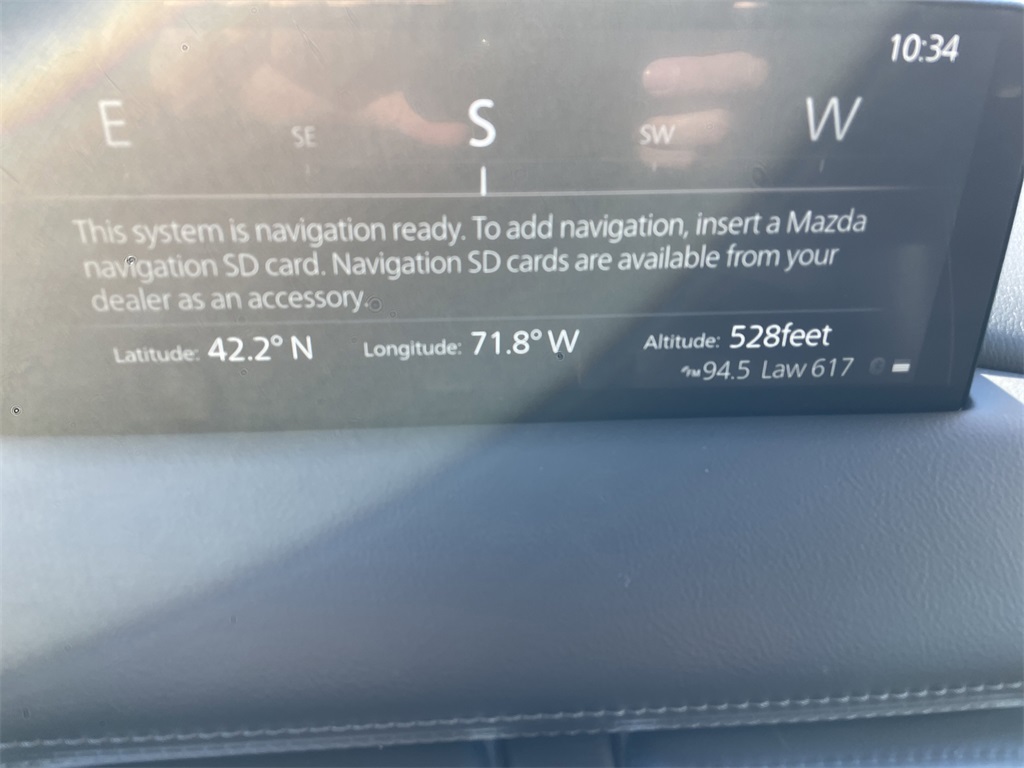 10:34
E SE S SW W
This system is navigation ready. To add navigation, insert a Mazda
navigation SD card. Navigation SD cards are available from your
dealer as an accessory.
Latitude: 42.2° N Longitude: 71.8° W Altitude: 528feet
FM 94.5 Law 617